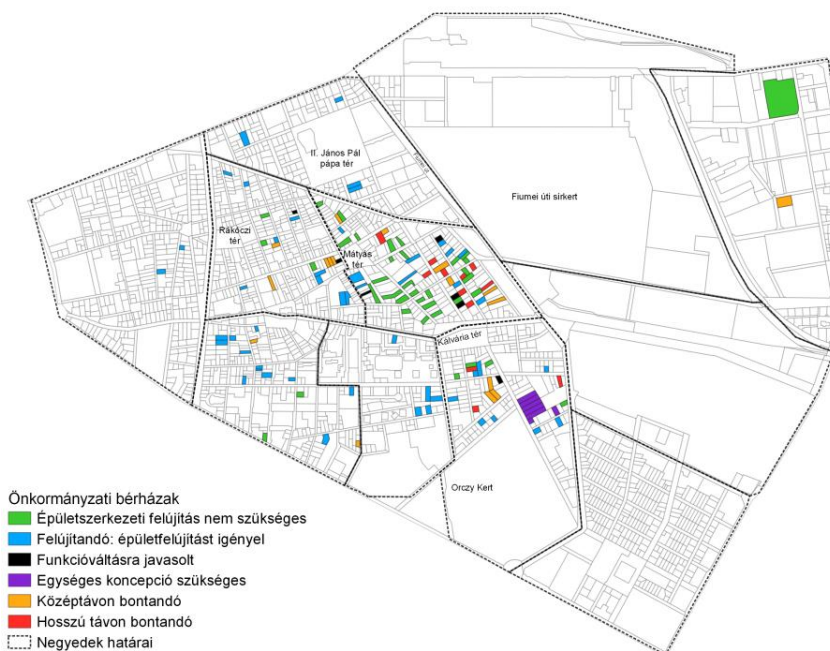 II. János Pál
pápa tér
Fiumei úti sírkert
Rákóczi
tér
Mátyás
tér
Kálvária tér
Orczy Kert
Önkormányzati bérházak
Épületszerkezeti felújítás nem szükséges
Felújítandó: épületfelújítást igényel
Funkcióváltásra javasolt
Egységes koncepció szükséges
Középtávon bontandó
Hosszú távon bontandó
Negyedek határai